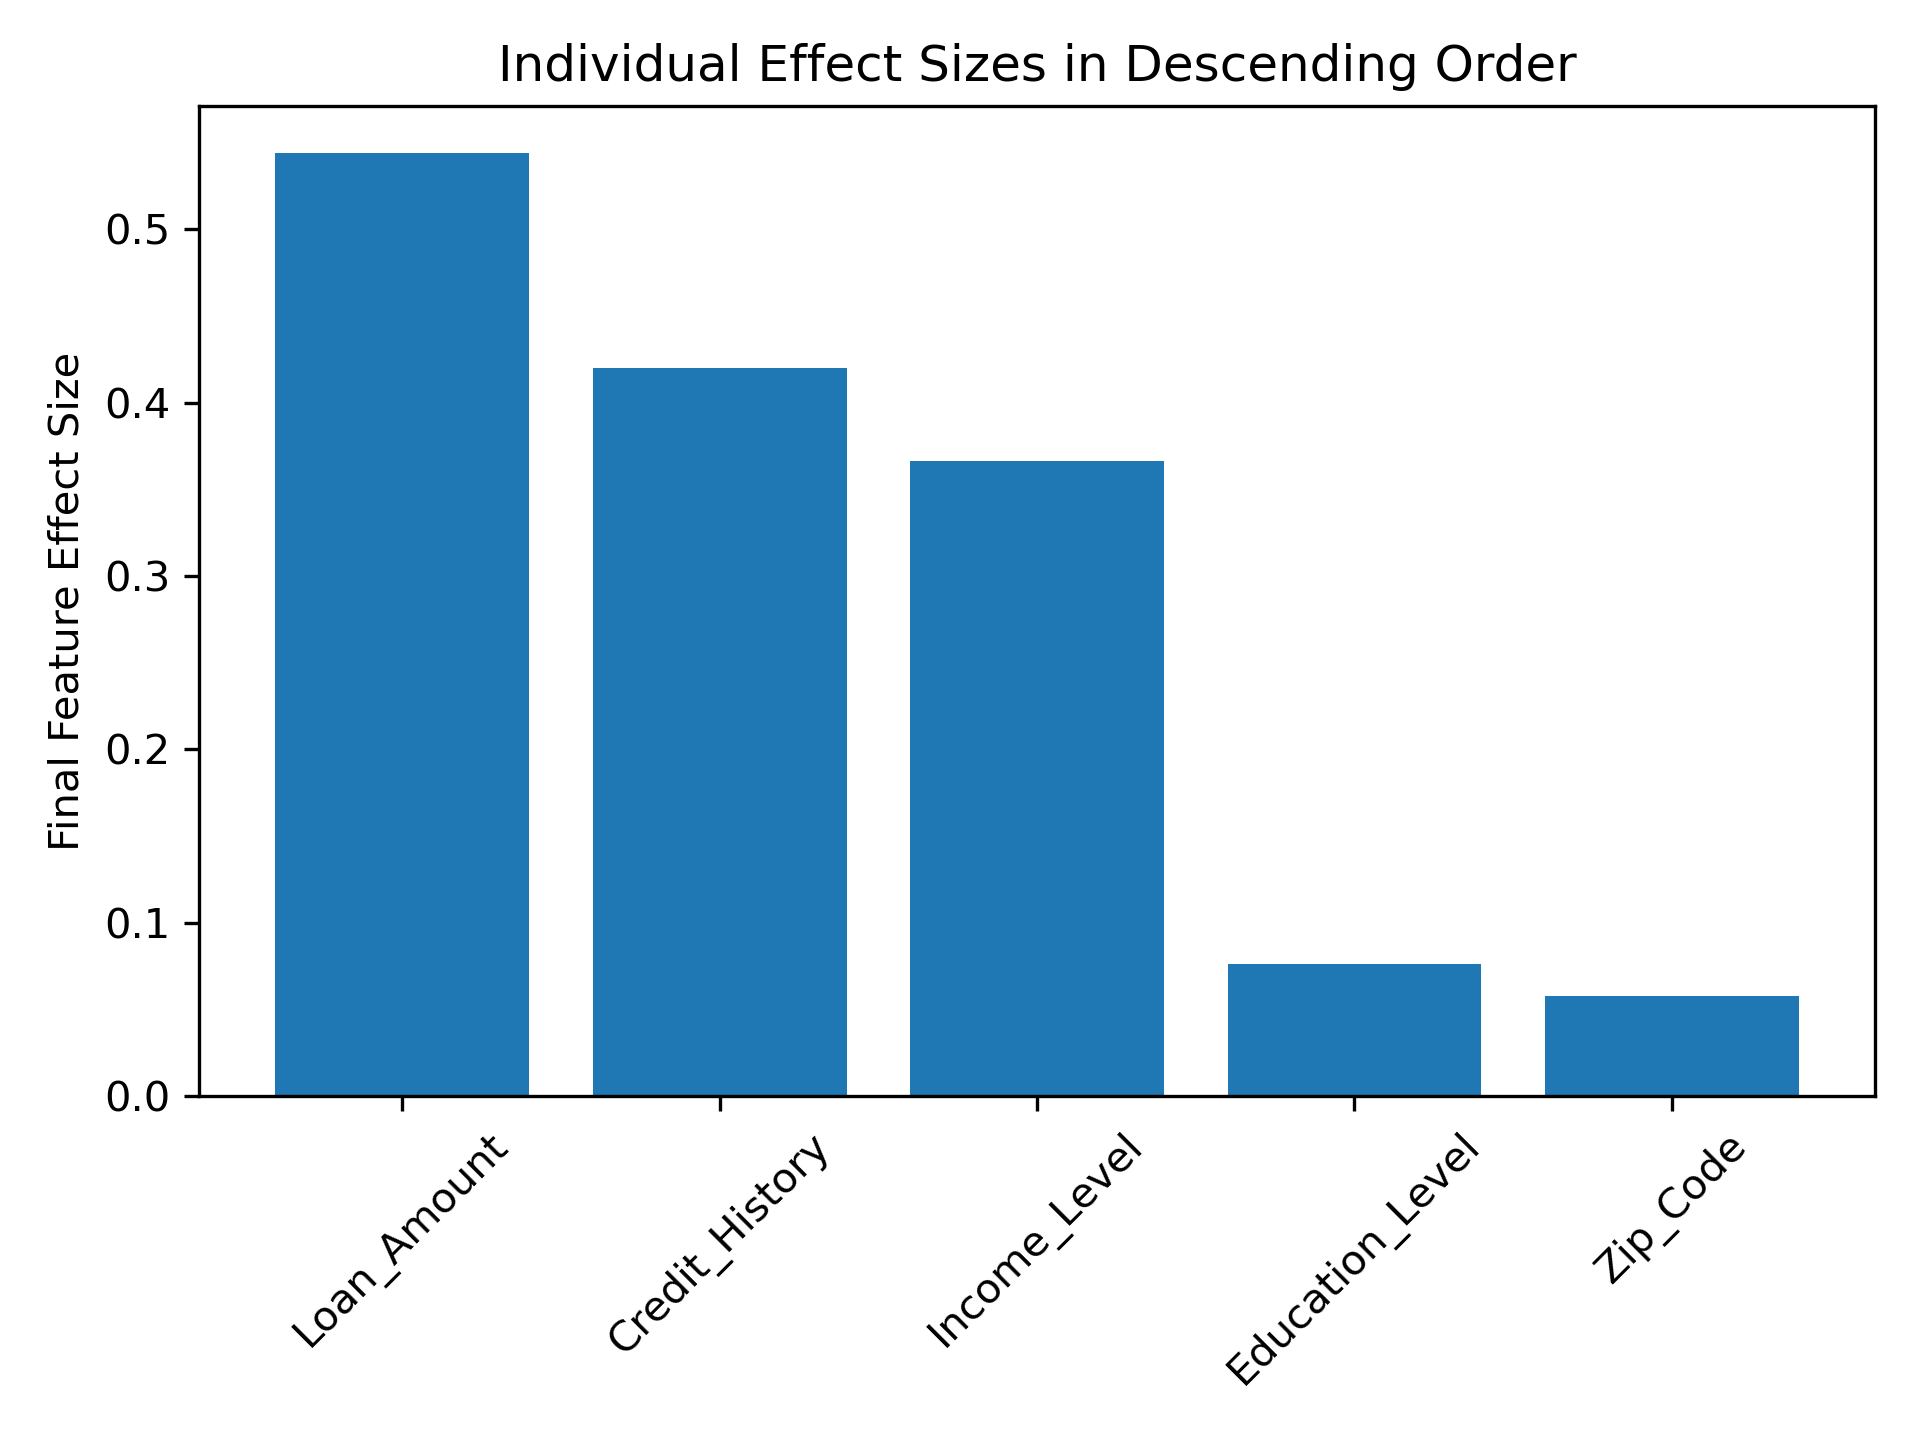 Individual Effect Sizes in Descending Order
Final Feature Effect Size
0.5
0.4
0.3
0.2
0.1
0.0
Loan_Amount
Credit_History
Income_Level
Education_Level
Zip_Code